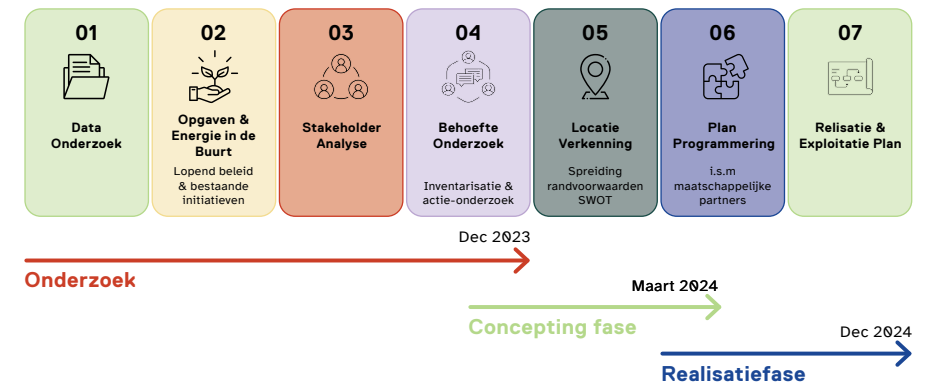 01
Data
Onderzoek
02
Opgaven &
Energie in de
Buurt
Lopend beleid
& bestaande
initiatieven
03
Stakeholder
Analyse
04
Behoefte
Onderzoek
Inventarisatie &
actie-onderzoek
05
Locatie
Verkenning
Spreiding
randvoorwaarden
SWOT
06
Plan
Programmering
i.s.m
maatschappelijke
partners
07
Relisatie &
Exploitatie Plan
Dec 2023
Onderzoek
Maart 2024
Concepting fase
Dec 2024
Realisatiefase